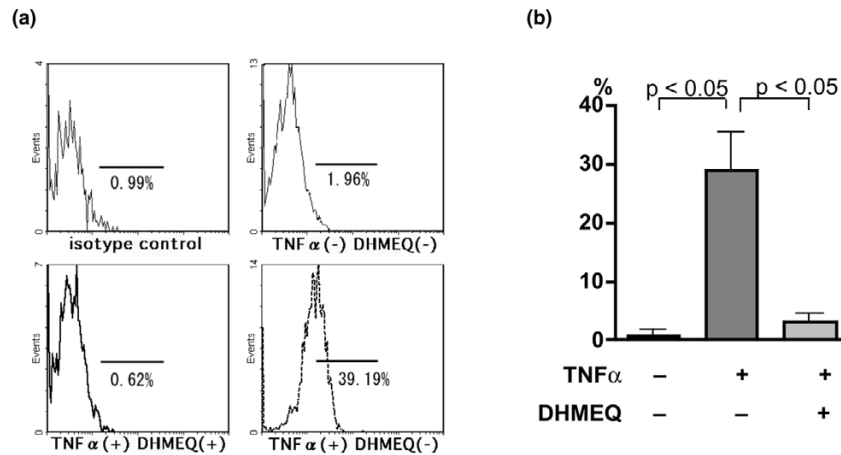 (a)
(b)
4
Events
0
0.99%
isotype control
13
Events
0
1.96%
TNFα(-) DHMEQ(-)
7
Events
0
0.62%
TNFα(+) DHMEQ(+)
14
Events
0
39.19%
TNFα(+) DHMEQ(-)
%
p < 0.05
p < 0.05
40
30
20
10
0
TNFα – + +
DHMEQ – – +